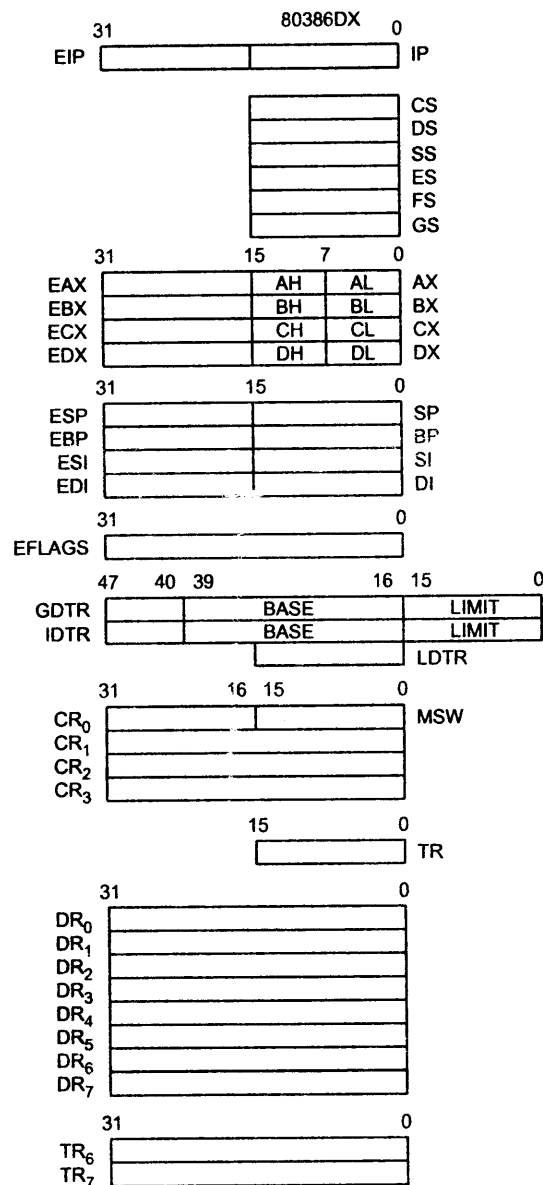 80386DX
31 0
EIP IP
CS
DS
SS
ES
FS
GS
31 15 7 0
EAX AH AL AX
EBX BH BL BX
ECX CH CL CX
EDX DH DL DX
31 15 0
ESP SP
EBP BP
ESI SI
EDI DI
31 0
EFLAGS
47 40 39 16 15 0
GDTR BASE LIMIT
IDTR BASE LIMIT
LDTR
31 16 15 0
CR0 MSW
CR1
CR2
CR3
15 0
TR
31 0
DR0
DR1
DR2
DR3
DR4
DR5
DR6
DR7
31 0
TR6
TR7